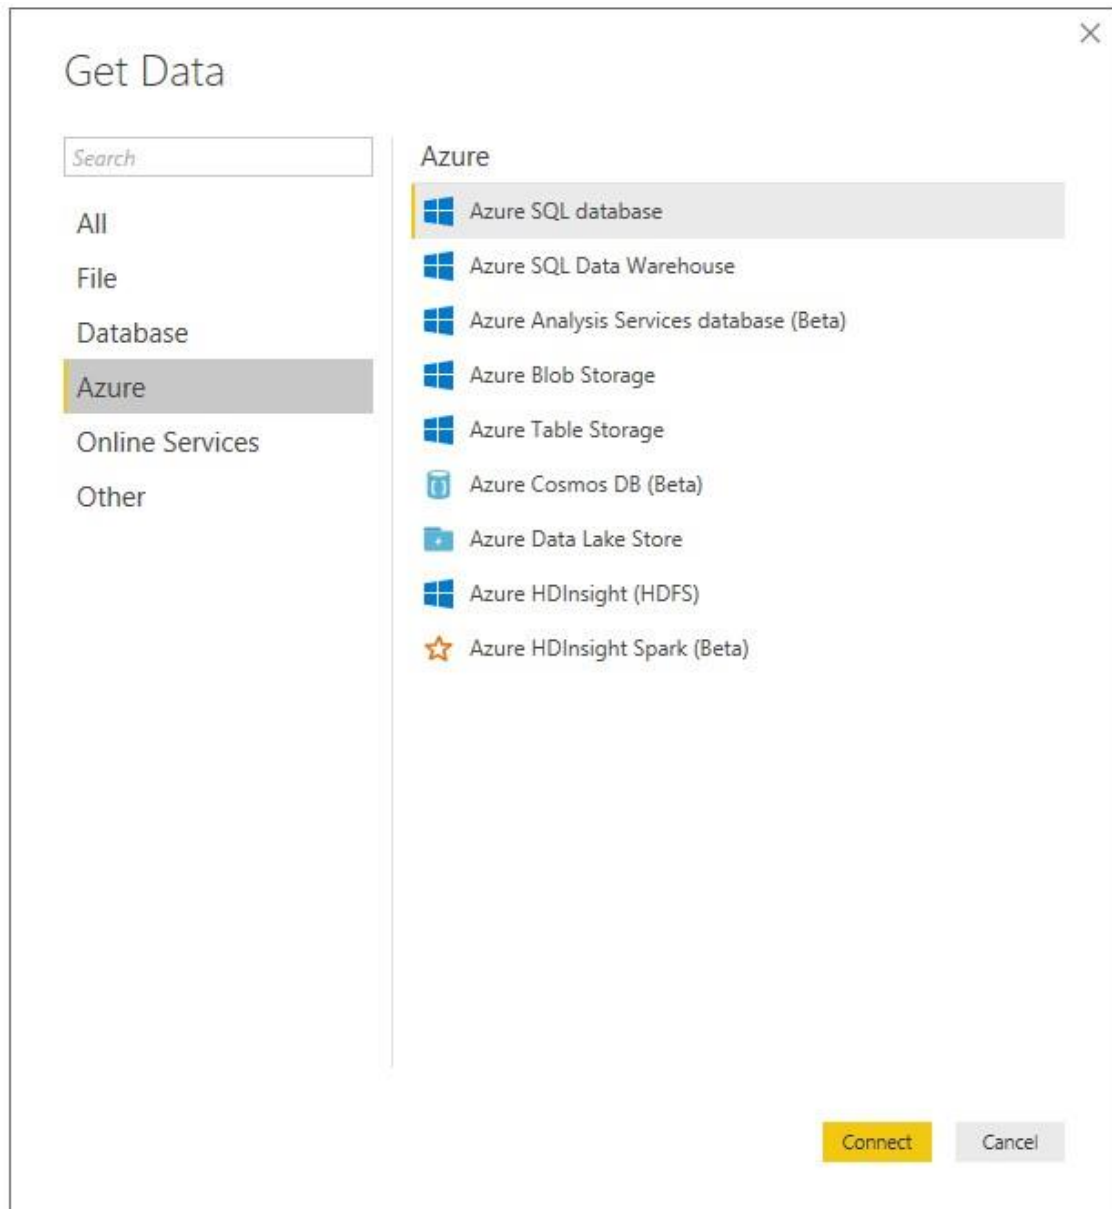 Get Data
Search
All
File
Database
Azure
Online Services
Other
Azure
Azure SQL database
Azure SQL Data Warehouse
Azure Analysis Services database (Beta)
Azure Blob Storage
Azure Table Storage
Azure Cosmos DB (Beta)
Azure Data Lake Store
Azure HDInsight (HDFS)
Azure HDInsight Spark (Beta)
Connect
Cancel